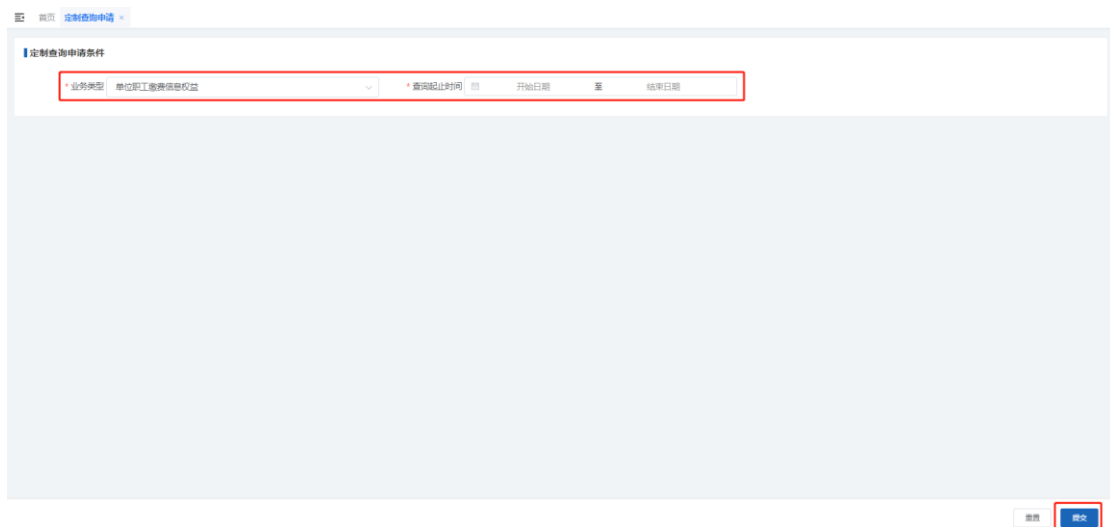 首页 定制查询申请 ×
定制查询申请条件
* 业务类型 单位职工缴费信息权益 * 查询起止时间 开始日期 至 结束日期
重置 提交